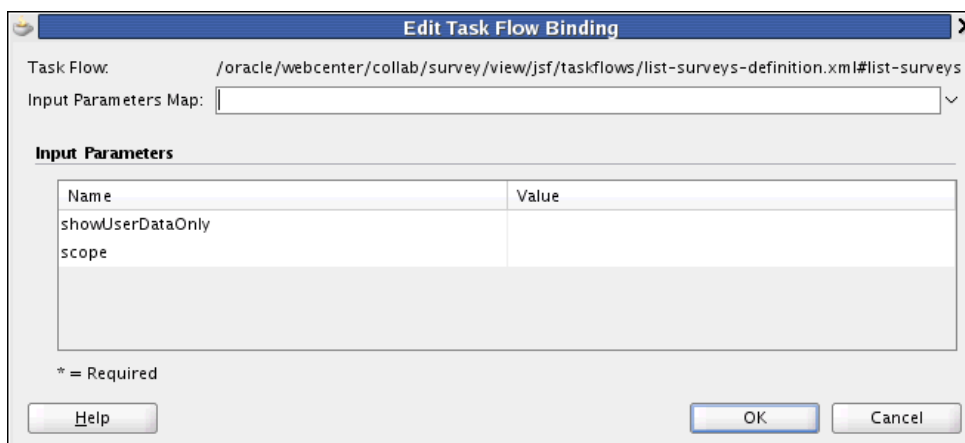 Edit Task Flow Binding
Task Flow: /oracle/webcenter/collab/survey/view/jsf/taskflows/list-surveys-definition.xml#list-surveys
Input Parameters Map:
Input Parameters
Name Value
showUserDataOnly
scope
* = Required
Help OK Cancel